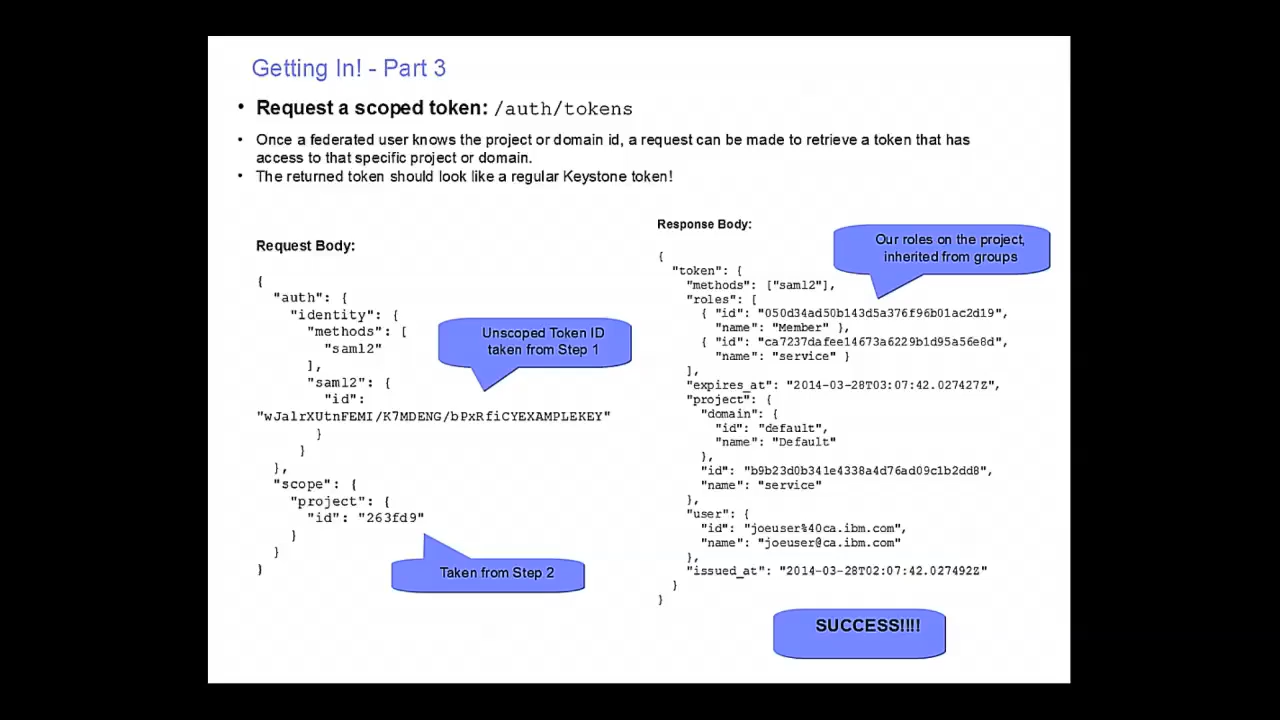 Getting In! - Part 3
• Request a scoped token: /auth/tokens
• Once a federated user knows the project or domain id, a request can be made to retrieve a token that has
access to that specific project or domain.
• The returned token should look like a regular Keystone token!
Request Body:
{
"auth": {
"identity": {
"methods": [
"saml2"
],
"saml2": {
"id":
"wJalrXUtnFEMI/K7MDENG/bPxRfiCYEXAMPLEKEY"
}
}
},
"scope": {
"project": {
"id": "263fd9"
}
}
}
Unscoped Token ID
taken from Step 1
Taken from Step 2
Response Body:
{
"token": {
"methods": ["saml2"],
"roles": [
{ "id": "050d34ad50b143d5a376f96b01ac2d19",
"name": "Member" },
{ "id": "ca7237dafee14673a6229b1d95a56e8d",
"name": "service" }
],
"expires_at": "2014-03-28T03:07:42.027427Z",
"project": {
"domain": {
"id": "default",
"name": "Default"
},
"id": "b9b23d0b341e4338a4d76ad09c1b2dd8",
"name": "service"
},
"user": {
"id": "joeuser%40ca.ibm.com",
"name": "joeuser@ca.ibm.com"
},
"issued_at": "2014-03-28T02:07:42.027492Z"
}
}
Our roles on the project,
inherited from groups
SUCCESS!!!!